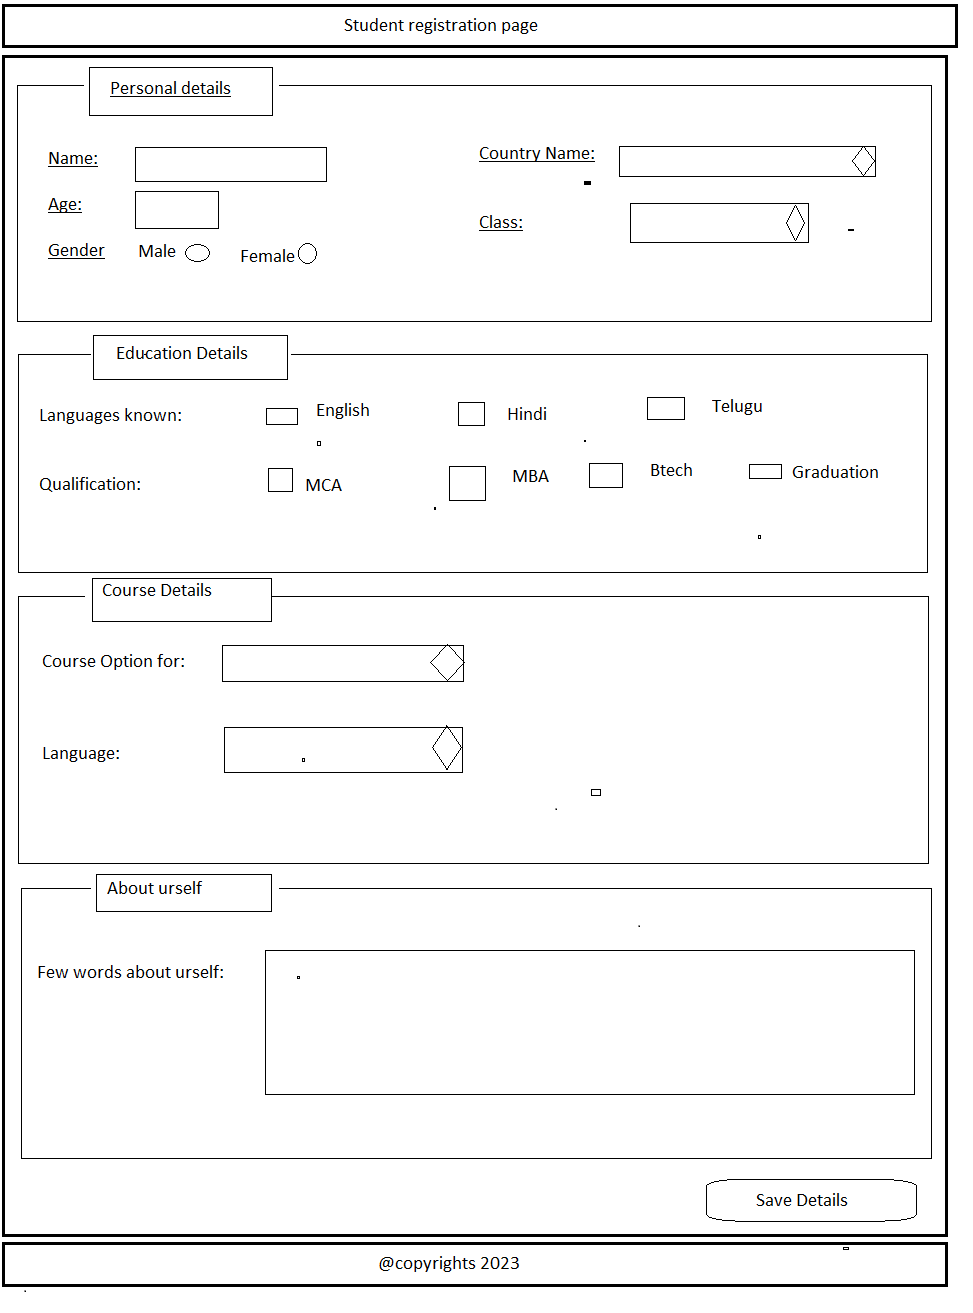 Student registration page
Personal details
Name:
Country Name:
Age:
Class:
Gender Male Female
Education Details
Languages known: English Hindi Telugu
Qualification: MCA MBA Btech Graduation
Course Details
Course Option for:
Language:
About urself
Few words about urself:
Save Details
@copyrights 2023